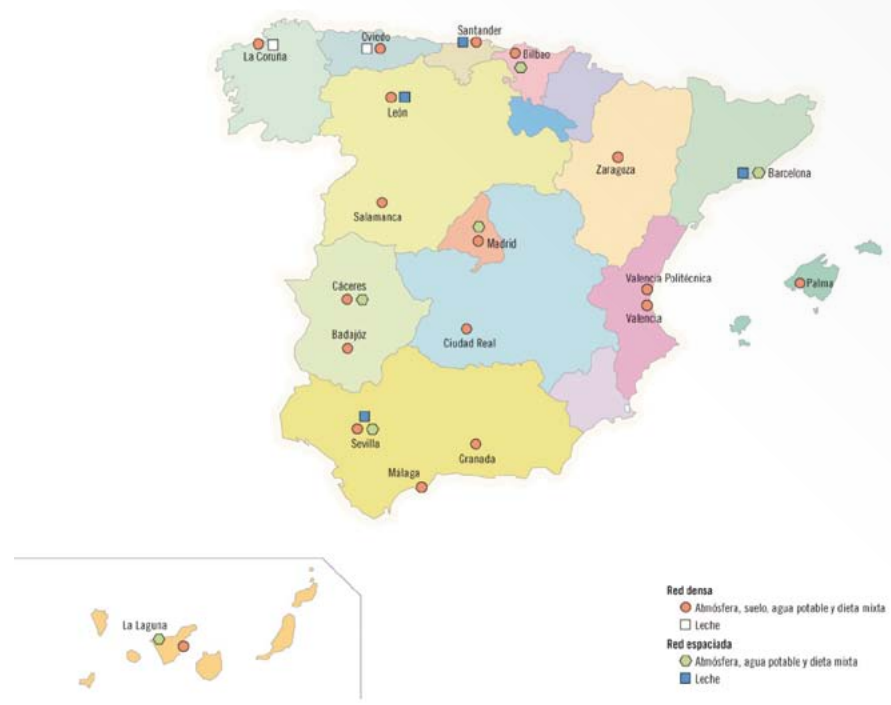 Santander
Oviedo
La Coruña
Bilbao
León
Zaragoza
Barcelona
Salamanca
Madrid
Cáceres
Valencia Politécnica
Palma
Valencia
Badajóz
Ciudad Real
Sevilla
Granada
Málaga
La Laguna
Red densa
Atmósfera, suelo, agua potable y dieta mixta
Leche
Red espaciada
Atmósfera, agua potable y dieta mixta
Leche